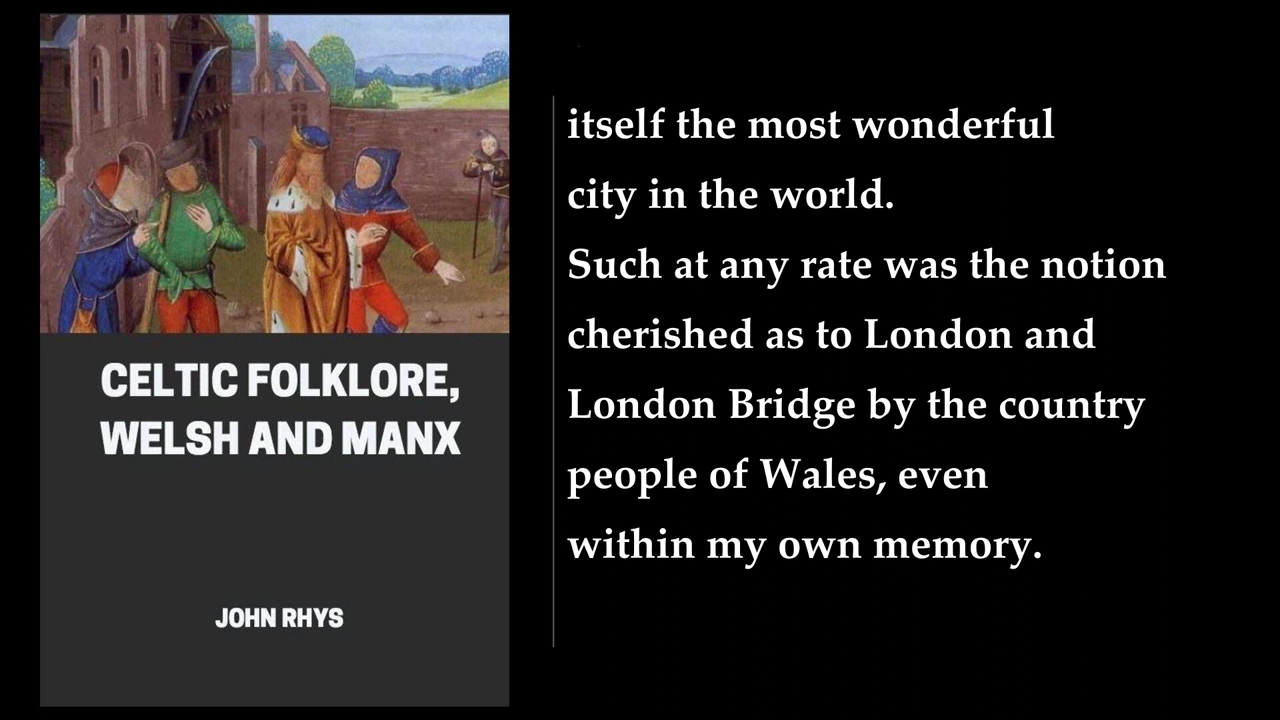 CELTIC FOLKLORE,
WELSH AND MANX
JOHN RHYS
itself the most wonderful
city in the world.
Such at any rate was the notion
cherished as to London and
London Bridge by the country
people of Wales, even
within my own memory.